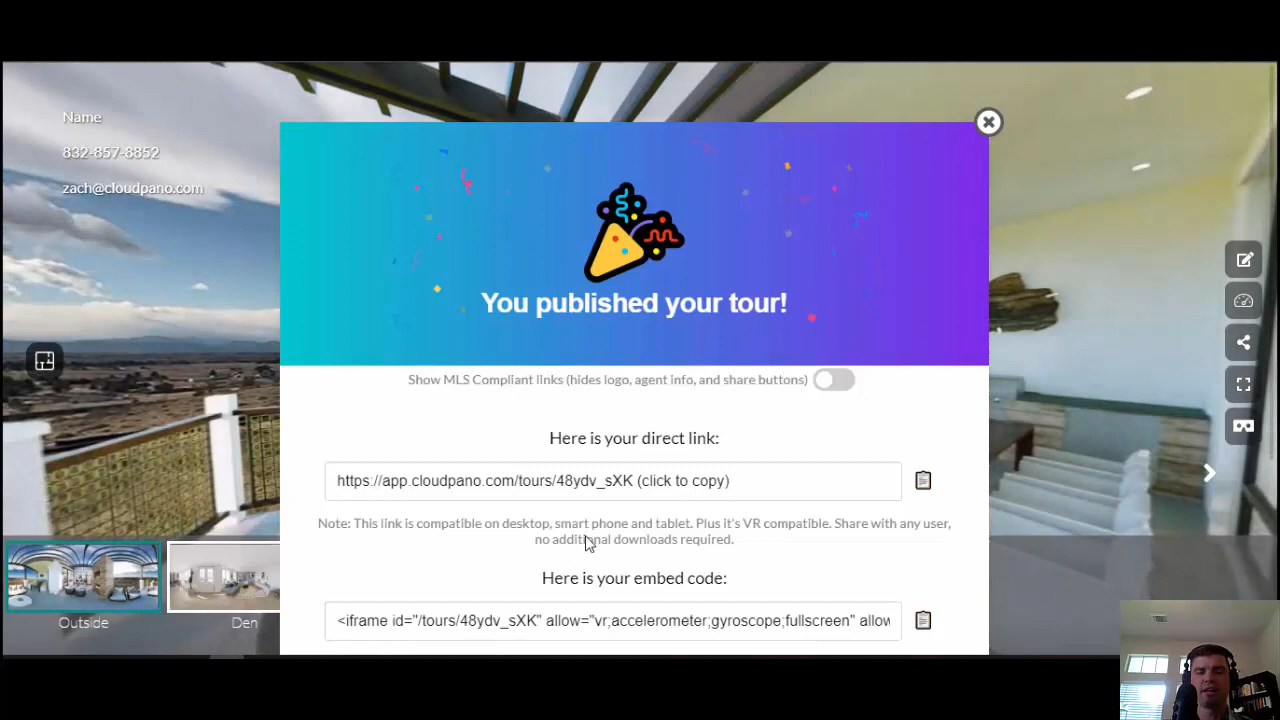 Name
832-857-8852
zach@cloudpano.com
You published your tour!
Show MLS Compliant links (hides logo, agent info, and share buttons)
Here is your direct link:
https://app.cloudpano.com/tours/48ydv_sXK (click to copy)
Note: This link is compatible on desktop, smart phone and tablet. Plus it's VR compatible. Share with any user,
no additional downloads required.
Here is your embed code:
<iframe id="/tours/48ydv_sXK" allow="vr;accelerometer;gyroscope;fullscreen" allow
Outside
Den